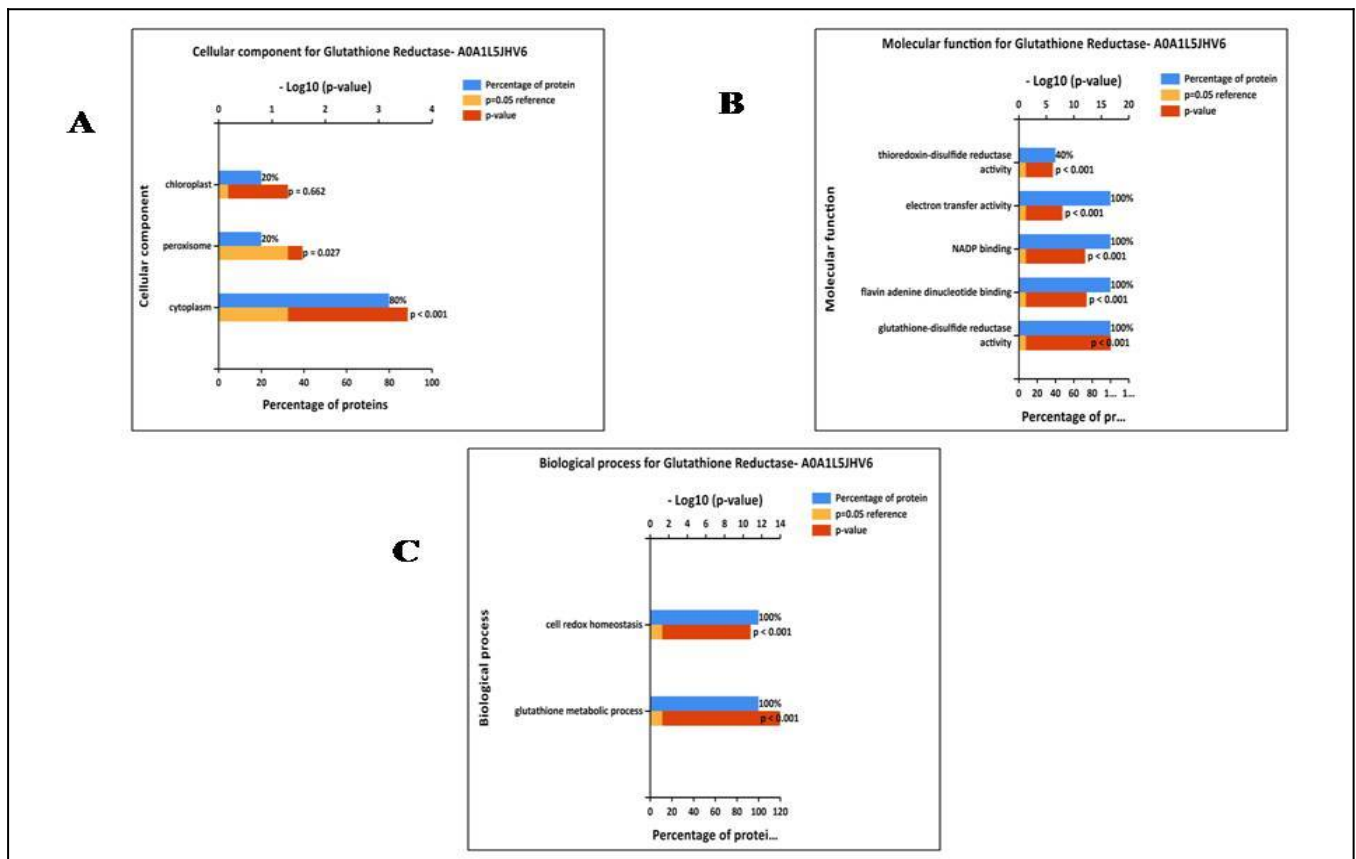 A
Cellular component for Glutathione Reductase- A0A1L5JHV6
- Log10 (p-value)
0 1 2 3 4
Percentage of protein
p=0.05 reference
p-value
Cellular component
chloroplast
20%
p = 0.662
peroxisome
20%
p = 0.027
cytoplasm
80%
p < 0.001
0 20 40 60 80 100
Percentage of proteins
B
Molecular function for Glutathione Reductase- A0A1L5JHV6
- Log10 (p-value)
0 5 10 15 20
Percentage of protein
p=0.05 reference
p-value
Molecular function
thioredoxin-disulfide reductase
activity
40%
p < 0.001
electron transfer activity
100%
p < 0.001
NADP binding
100%
p < 0.001
flavin adenine dinucleotide binding
100%
p < 0.001
glutathione-disulfide reductase
activity
100%
p < 0.001
0 20 40 60 80 1... 1...
Percentage of pr...
C
Biological process for Glutathione Reductase- A0A1L5JHV6
- Log10 (p-value)
0 2 4 6 8 10 12 14
Percentage of protein
p=0.05 reference
p-value
Biological process
cell redox homeostasis
100%
p < 0.001
glutathione metabolic process
100%
p < 0.001
0 20 40 60 80 100 120
Percentage of protei...